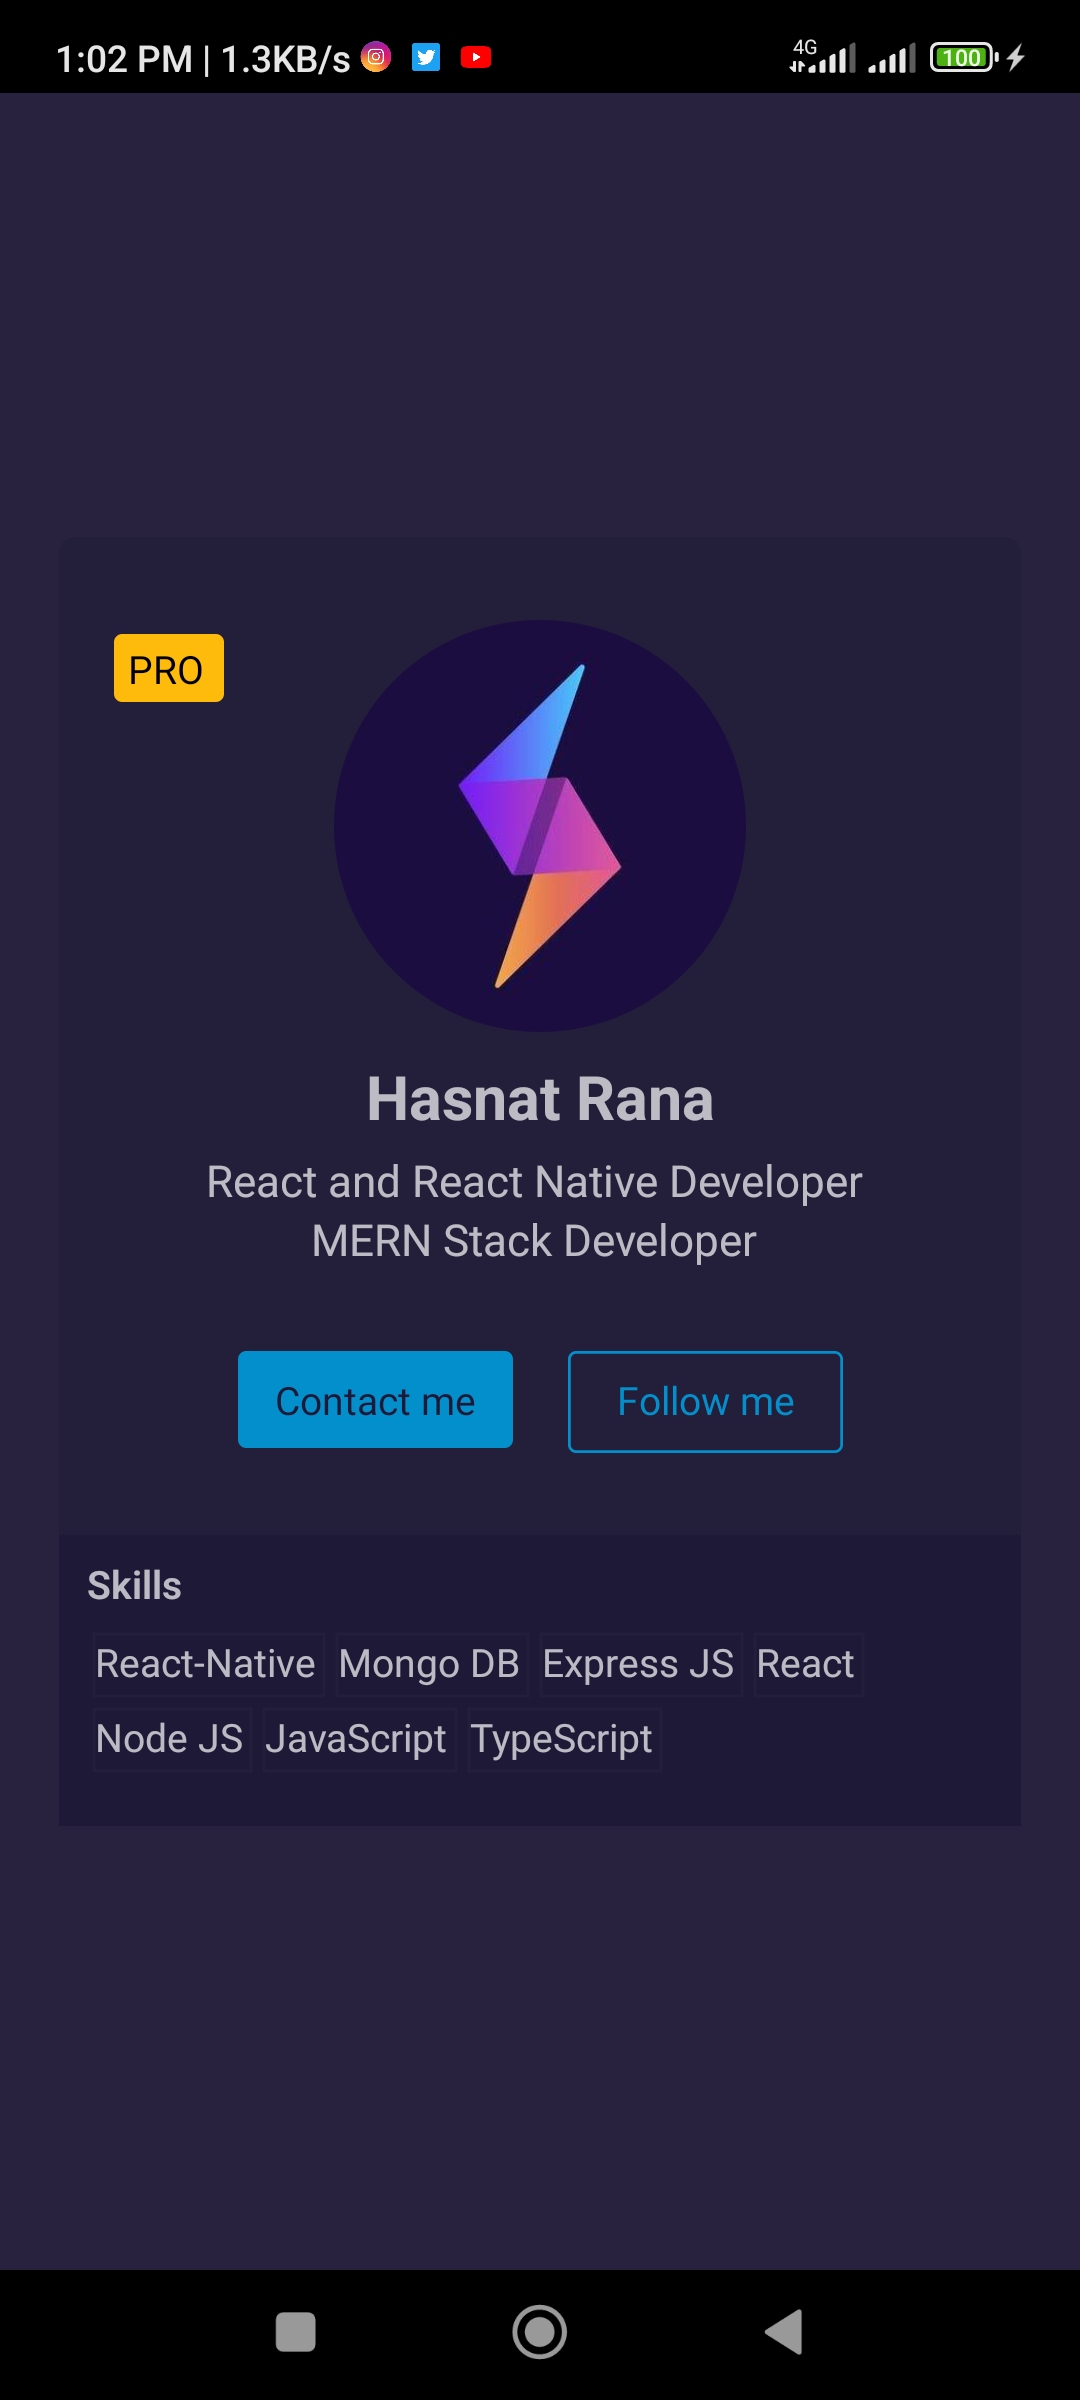 1:02 PM | 1.3KB/s
4G
100
PRO
Hasnat Rana
React and React Native Developer
MERN Stack Developer
Contact me
Follow me
Skills
React-Native Mongo DB Express JS React
Node JS JavaScript TypeScript